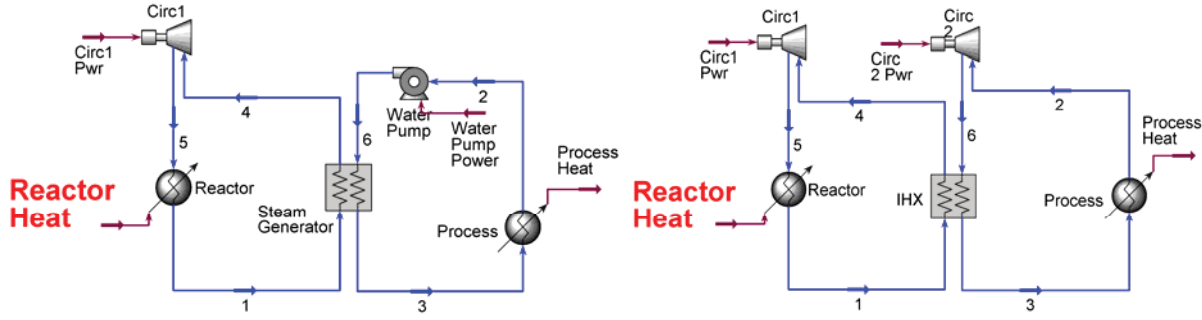 Circ1
Circ1
Pwr
4
5
Reactor
Reactor
Heat
1
Water
Pump
2
Water
Pump
Power
6
Steam
Generator
Process
Heat
Process
3
Circ1
Circ1
Pwr
4
5
Reactor
Reactor
Heat
1
Circ
2
Circ
2 Pwr
2
6
IHX
Process
Heat
Process
3